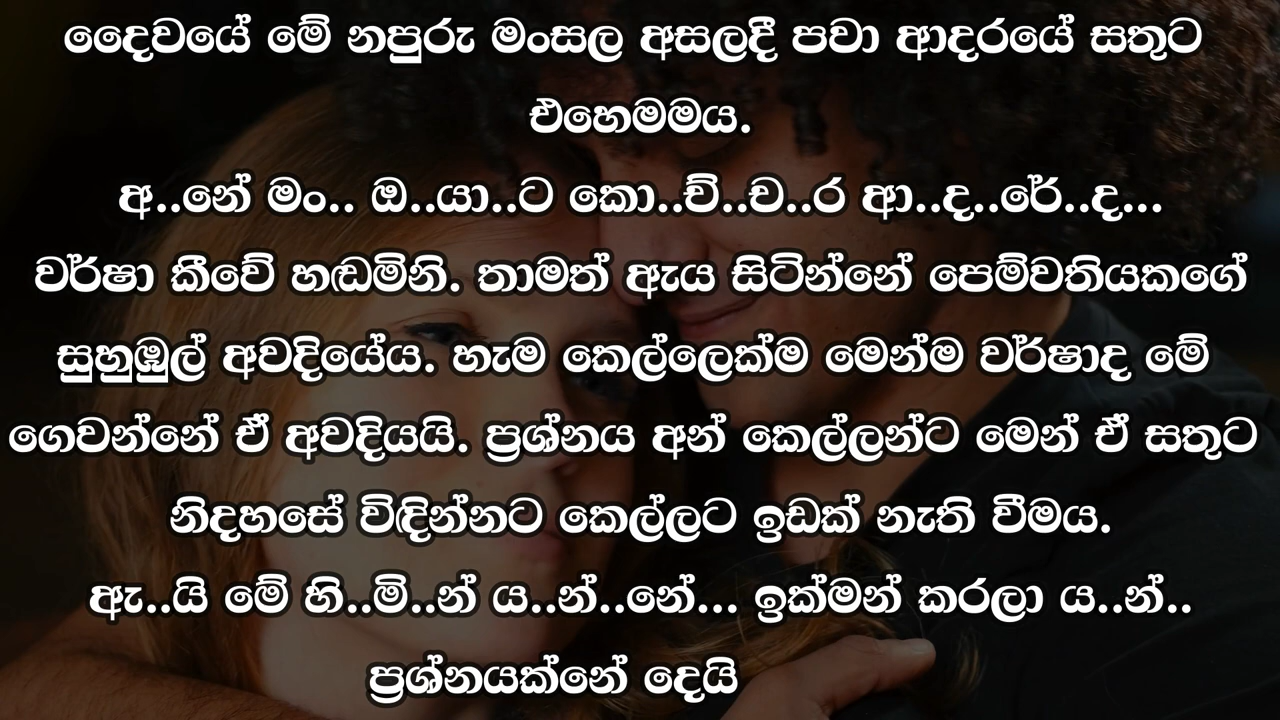 දෛවයේ මේ නපුරු මංසල අසලදී පවා ආදරයේ සතුට
එහෙමමය.
අ..නේ මං.. ඔ..යා..ට කො..ච්..ච..ර ආ..ද..රේ..ද...
වර්ෂා කීවේ හඬමිනි. තාමත් ඇය සිටින්නේ පෙම්වතියකගේ
සුහුඹුල් අවදියේය. හැම කෙල්ලෙක්ම මෙන්ම වර්ෂාද මේ
ගෙවන්නේ ඒ අවදියයි. ප්‍රශ්නය අන් කෙල්ලන්ට මෙන් ඒ සතුට
නිදහසේ විඳින්නට කෙල්ලට ඉඩක් නැති වීමය.
ඇ..යි මේ හි..මි..න් ය..න්..නේ... ඉක්මන් කරලා ය..න්..
ප්‍රශ්නයක්නේ දෙයි